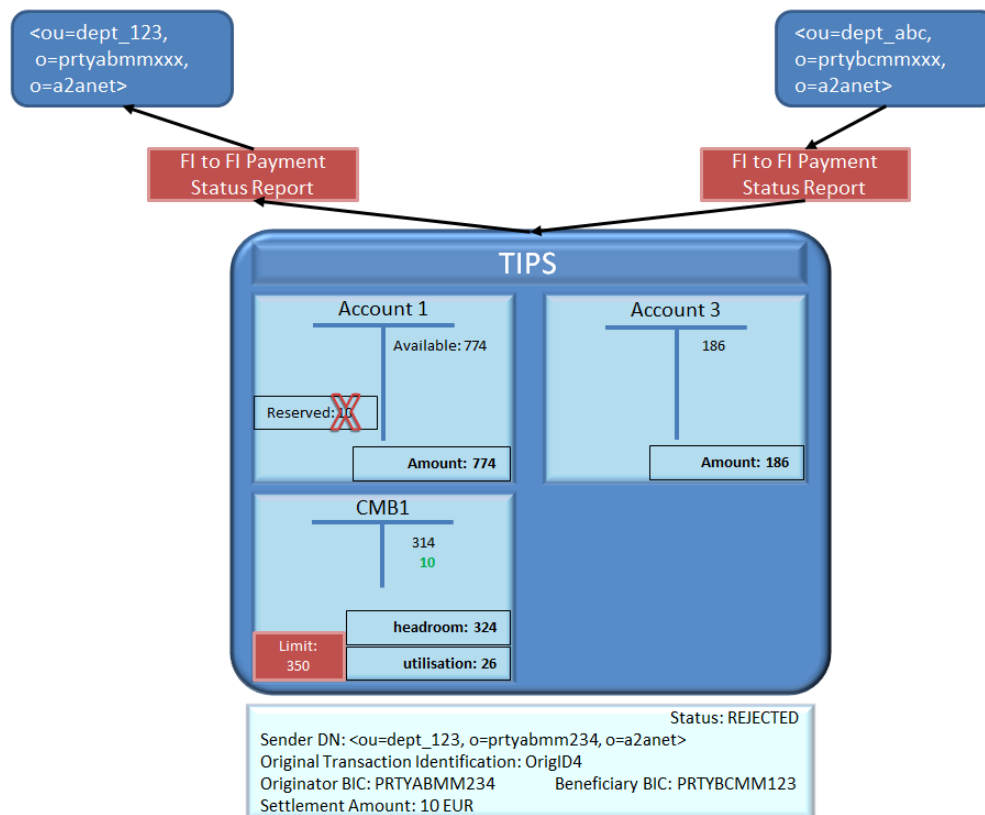 <ou=dept_123,
o=prtyabmmxxx,
o=a2anet>
<ou=dept_abc,
o=prtybcmmxxx,
o=a2anet>
FI to FI Payment
Status Report
FI to FI Payment
Status Report
TIPS
Account 1
Available: 774
Reserved: 10
Amount: 774
Account 3
186
Amount: 186
CMB1
314
10
headroom: 324
Limit:
350
utilisation: 26
Status: REJECTED
Sender DN: <ou=dept_123, o=prtyabmm234, o=a2anet>
Original Transaction Identification: OrigID4
Originator BIC: PRTYABMM234 Beneficiary BIC: PRTYBCMM123
Settlement Amount: 10 EUR